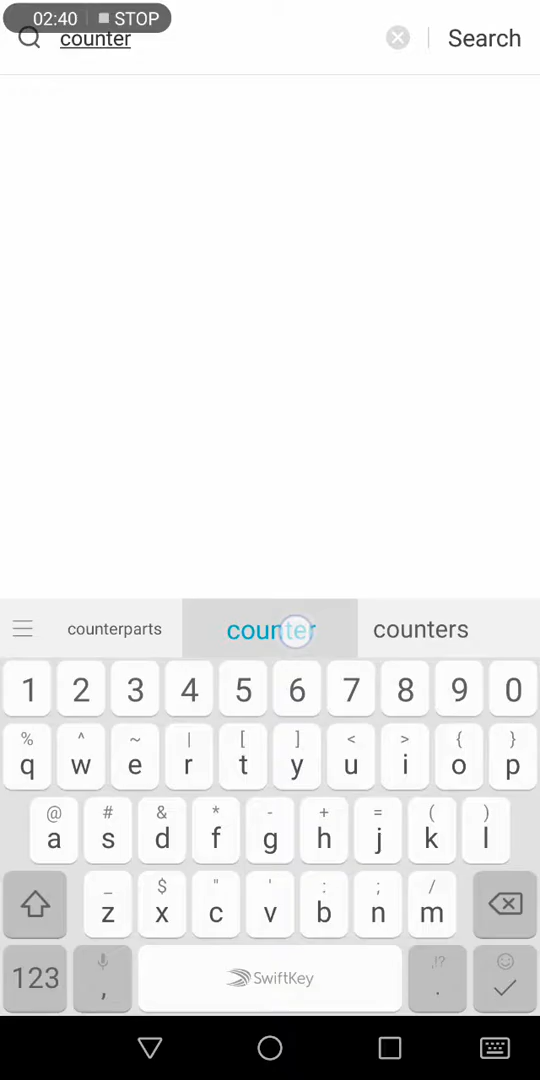 02:40 STOP
counter Search
counterparts counter counters
1 2 3 4 5 6 7 8 9 0
% ^ ~ | [ ] < > { }
q w e r t y u i o p
@ # & * - + = ( )
a s d f g h j k l
_ $ " ' : ; /
z x c v b n m
,!?
123 , SwiftKey .